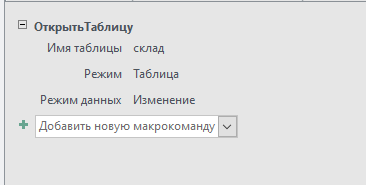 ОткрытьТаблицу
Имя таблицы склад
Режим Таблица
Режим данных Изменение
Добавить новую макрокоманду